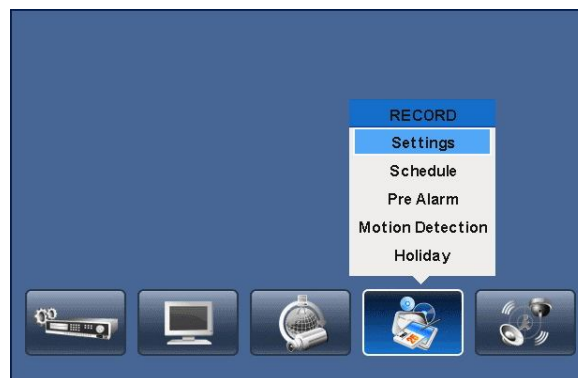 RECORD
Settings
Schedule
Pre Alarm
Motion Detection
Holiday